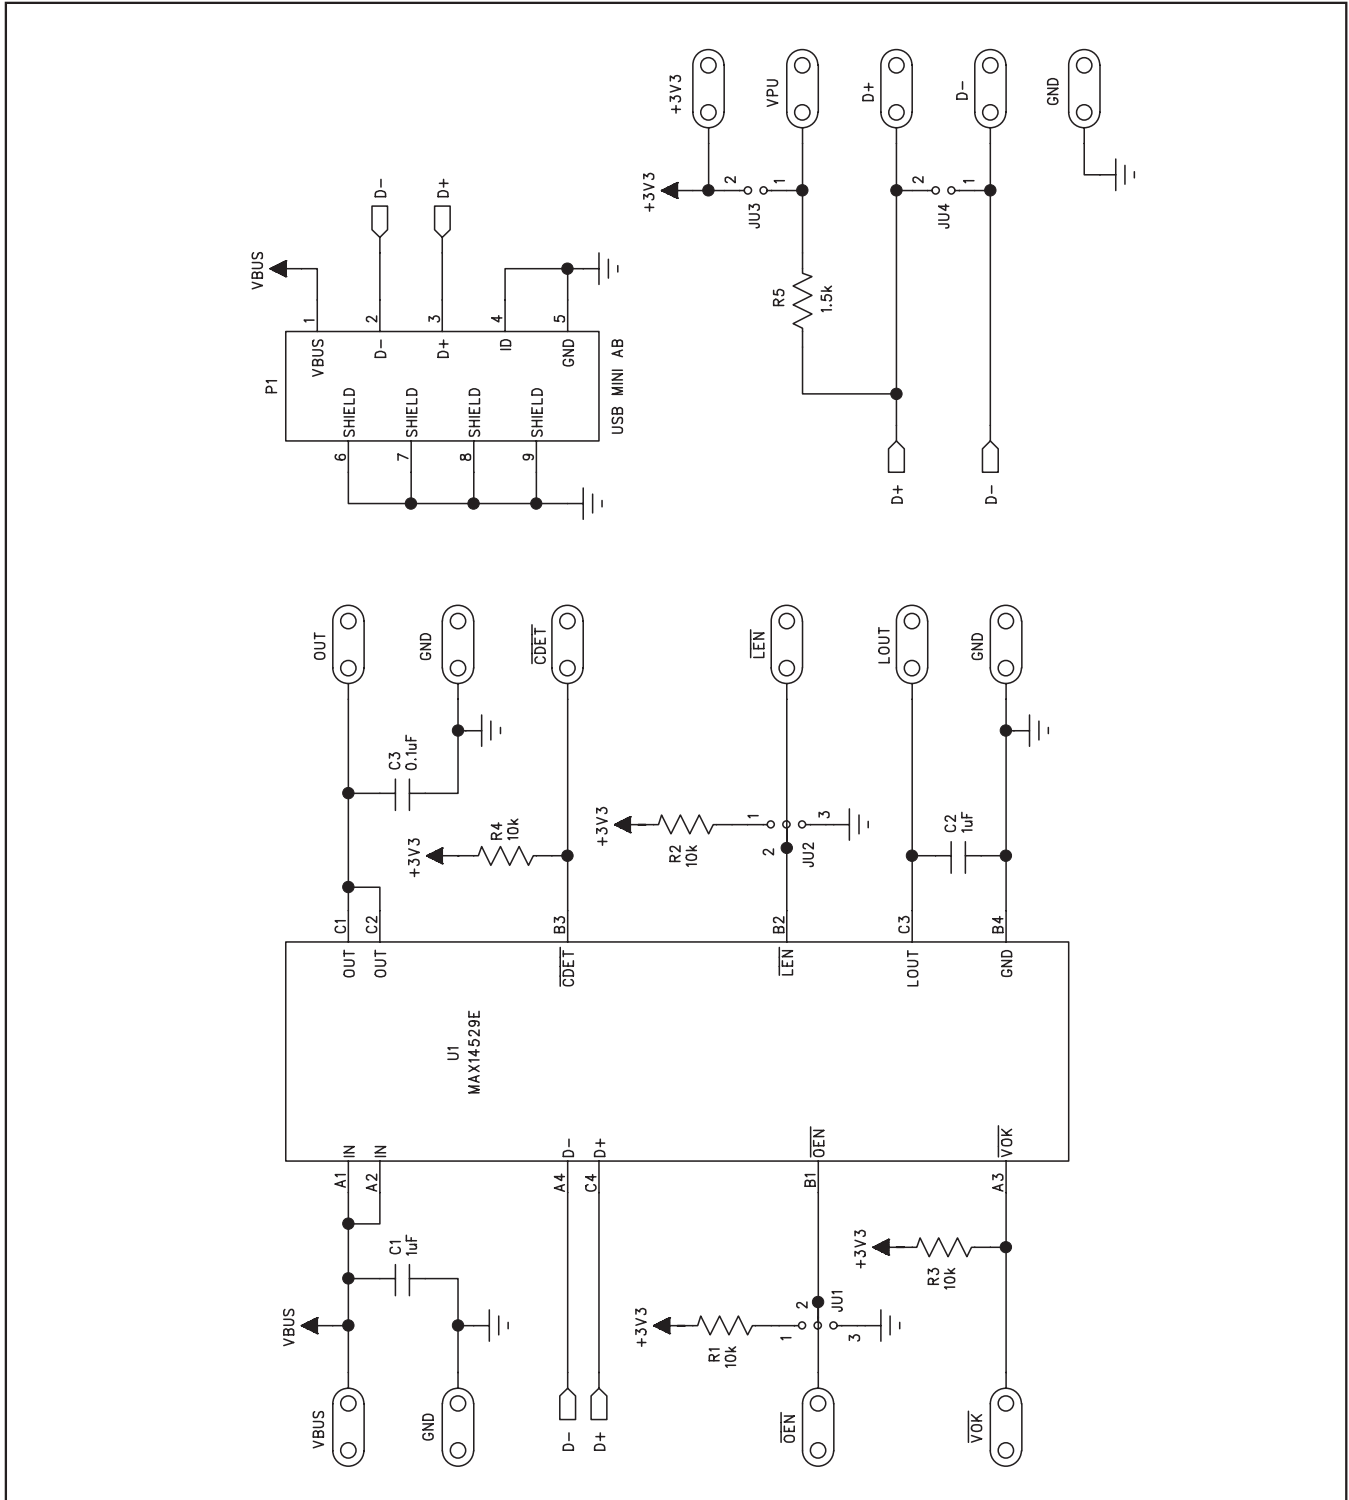 VBUS
VBUS
GND
C1
1uF
A1
A2
IN
IN
U1
MAX14529E
OUT
OUT
C1
C2
OUT
GND
C3
0.1uF
+3V3
R4
10k
B3
CDET
CDET
D-
D+
A4
C4
D-
D+
+3V3
R1
10k
1
2
3
JU1
OEN
B1
OEN
+3V3
R2
10k
1
2
3
JU2
B2
LEN
LEN
+3V3
R3
10k
VOK
A3
VOK
C3
LOUT
LOUT
C2
1uF
B4
GND
GND
P1
USB MINI AB
6
7
8
9
SHIELD
SHIELD
SHIELD
SHIELD
VBUS
D-
D+
ID
GND
1
2
3
4
5
VBUS
D-
D+
+3V3
+3V3
2
1
JU3
VPU
R5
1.5k
D+
D+
2
1
JU4
D-
D-
GND